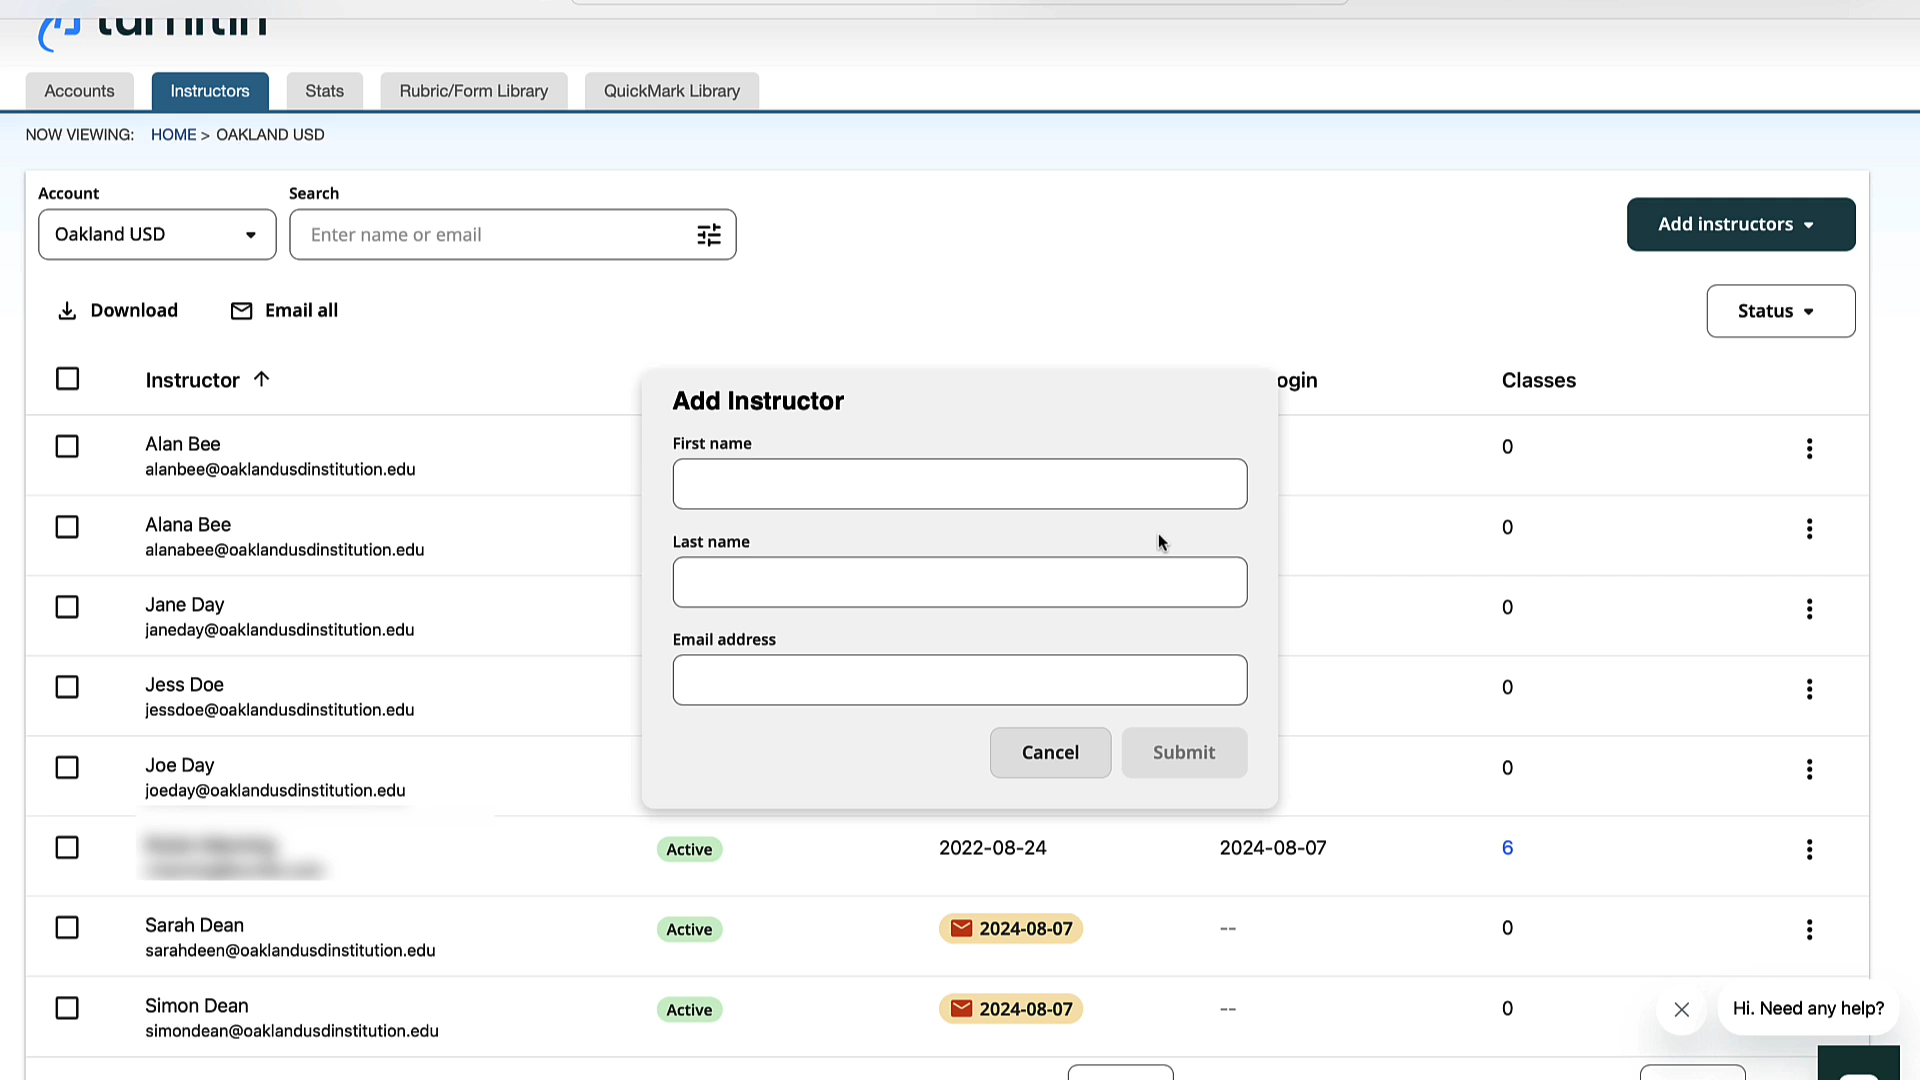 turnitin
Accounts
Instructors
Stats
Rubric/Form Library
QuickMark Library
NOW VIEWING: HOME > OAKLAND USD
Account
Search
Oakland USD
Enter name or email
Add instructors
Download
Email all
Status
Instructor
ogin
Classes
Add Instructor
First name
Last name
Email address
Cancel
Submit
Alan Bee
alanbee@oaklandusdinstitution.edu
0
Alana Bee
alanabee@oaklandusdinstitution.edu
0
Jane Day
janeday@oaklandusdinstitution.edu
0
Jess Doe
jessdoe@oaklandusdinstitution.edu
0
Joe Day
joeday@oaklandusdinstitution.edu
0
Active
2022-08-24
2024-08-07
6
Sarah Dean
sarahdeen@oaklandusdinstitution.edu
Active
2024-08-07
--
0
Simon Dean
simondean@oaklandusdinstitution.edu
Active
2024-08-07
--
0
Hi. Need any help?